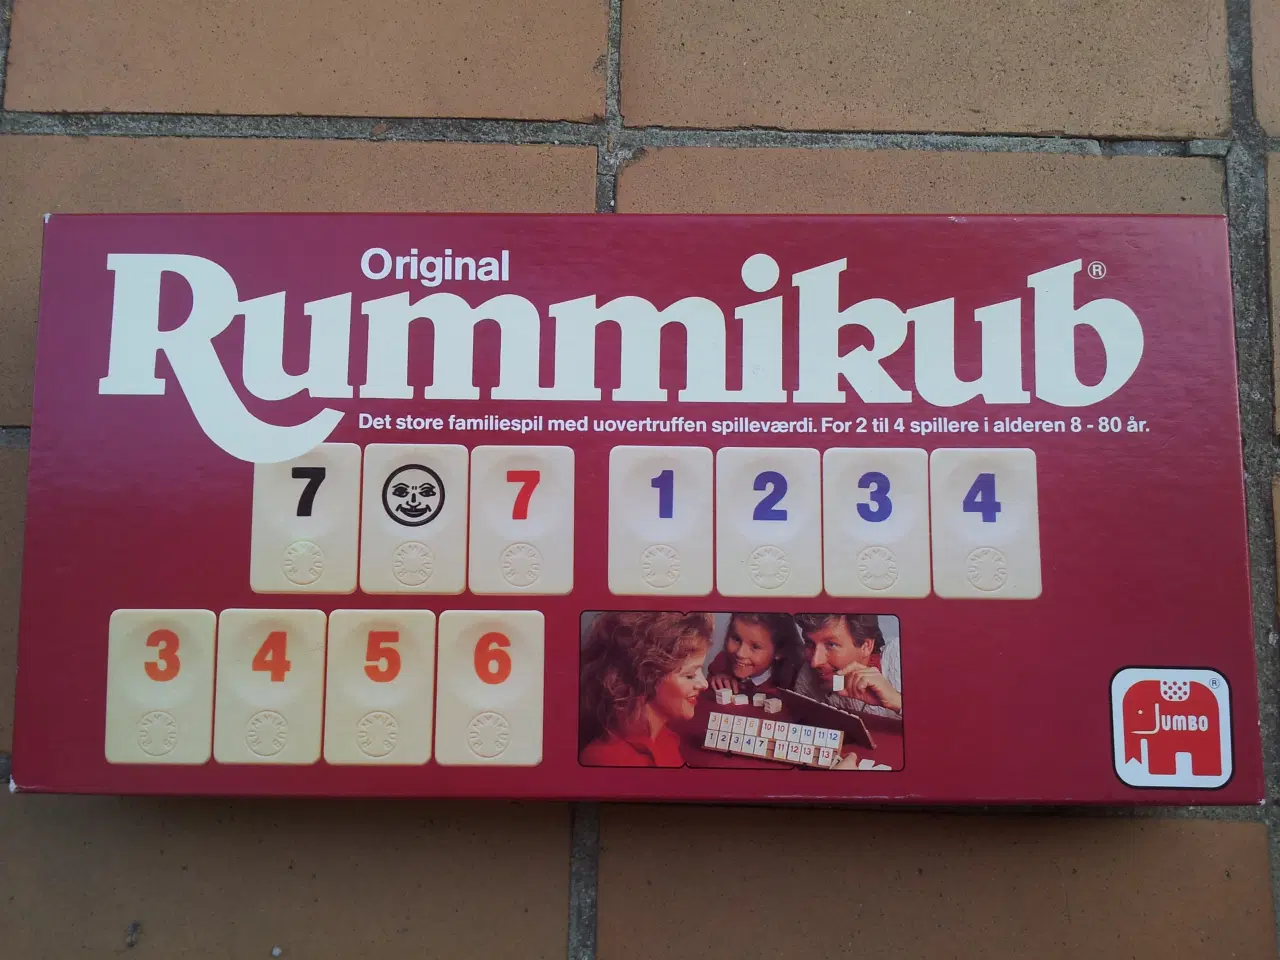 Original
Rummikub®
Det store familiespil med uovertruffen spilleværdi. For 2 til 4 spillere i alderen 8 - 80 år.
7 7 1 2 3 4
3 4 5 6
JUMBO ®